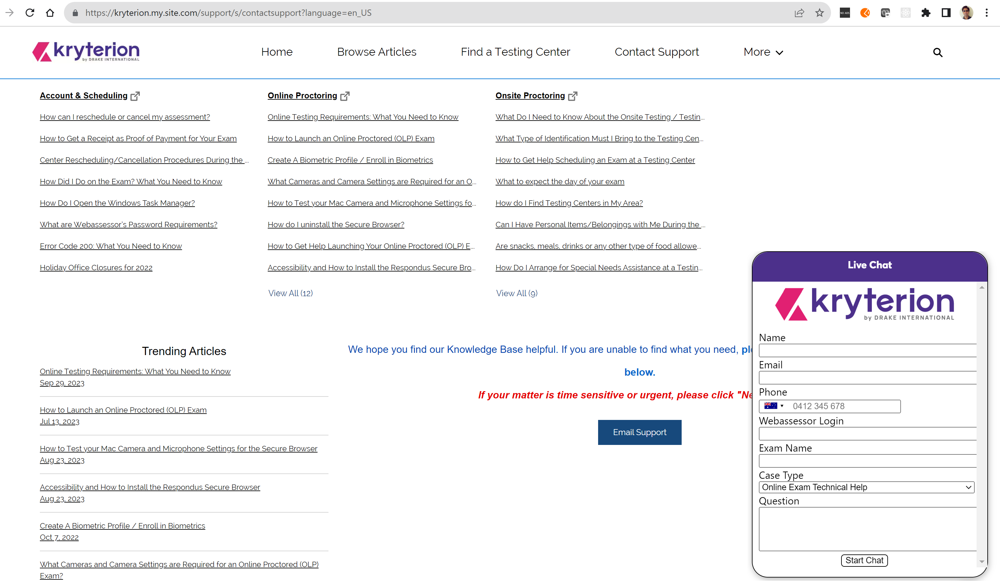 https://kryterion.my.site.com/support/s/contactsupport?language=en_US
NO ADS
kryterion
by DRAKE INTERNATIONAL
Home
Browse Articles
Find a Testing Center
Contact Support
More
Account & Scheduling
How can I reschedule or cancel my assessment?
How to Get a Receipt as Proof of Payment for Your Exam
Center Rescheduling/Cancellation Procedures During the ...
How Did I Do on the Exam? What You Need to Know
How Do I Open the Windows Task Manager?
What are Webassessor's Password Requirements?
Error Code 200: What You Need to Know
Holiday Office Closures for 2022
Online Proctoring
Online Testing Requirements: What You Need to Know
How to Launch an Online Proctored (OLP) Exam
Create A Biometric Profile / Enroll in Biometrics
What Cameras and Camera Settings are Required for an O...
How to Test your Mac Camera and Microphone Settings fo...
How do I uninstall the Secure Browser?
How to Get Help Launching Your Online Proctored (OLP) E...
Accessibility and How to Install the Respondus Secure Bro...
View All (12)
Onsite Proctoring
What Do I Need to Know About the Onsite Testing / Testin...
What Type of Identification Must I Bring to the Testing Cen...
How to Get Help Scheduling an Exam at a Testing Center
What to expect the day of your exam
How do I Find Testing Centers in My Area?
Can I Have Personal Items/Belongings with Me During the ...
Are snacks, meals, drinks or any other type of food allowe...
How Do I Arrange for Special Needs Assistance at a Testin...
View All (9)
Trending Articles
Online Testing Requirements: What You Need to Know
Sep 29, 2023
How to Launch an Online Proctored (OLP) Exam
Jul 13, 2023
How to Test your Mac Camera and Microphone Settings for the Secure Browser
Aug 23, 2023
Accessibility and How to Install the Respondus Secure Browser
Aug 23, 2023
Create A Biometric Profile / Enroll in Biometrics
Oct 7, 2022
What Cameras and Camera Settings are Required for an Online Proctored (OLP)
Exam?
We hope you find our Knowledge Base helpful. If you are unable to find what you need,
below.
If your matter is time sensitive or urgent, please click
Email Support
Live Chat
kryterion
by DRAKE INTERNATIONAL
Name
Email
Phone
0412 345 678
Webassessor Login
Exam Name
Case Type
Online Exam Technical Help
Question
Start Chat